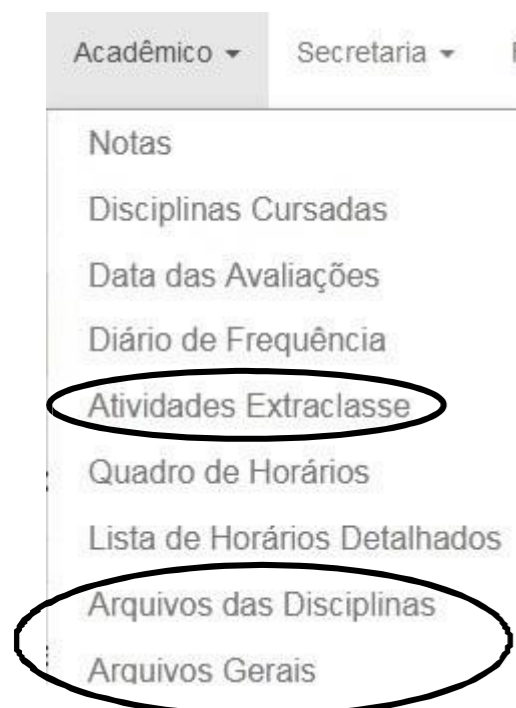 Acadêmico Secretaria
Notas
Disciplinas Cursadas
Data das Avaliações
Diário de Frequência
Atividades Extraclasse
Quadro de Horários
Lista de Horários Detalhados
Arquivos das Disciplinas
Arquivos Gerais